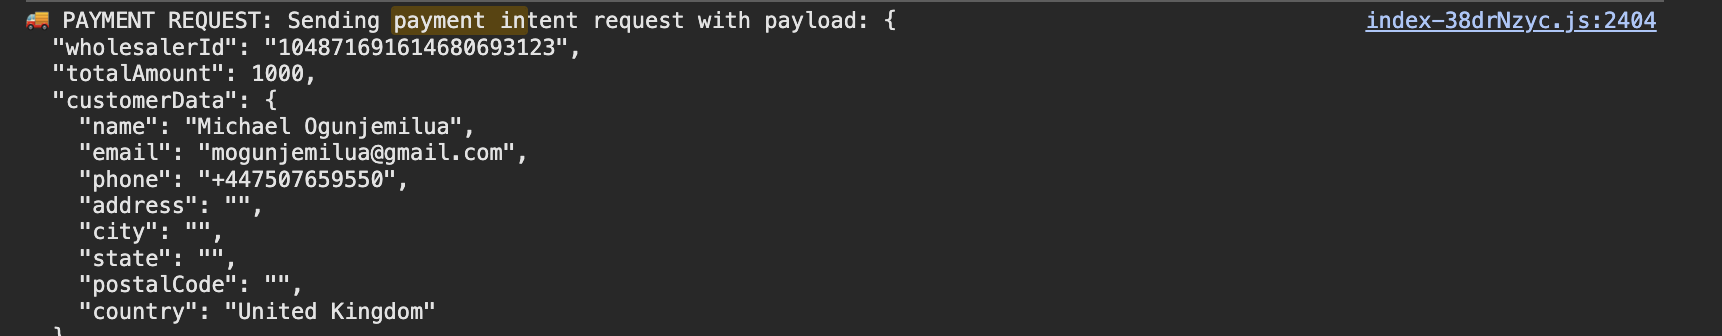 🚚 PAYMENT REQUEST: Sending payment intent request with payload: { index-38drNzyc.js:2404
"wholesalerId": "104871691614680693123",
"totalAmount": 1000,
"customerData": {
"name": "Michael Ogunjemilua",
"email": "mogunjemilua@gmail.com",
"phone": "+447507659550",
"address": "",
"city": "",
"state": "",
"postalCode": "",
"country": "United Kingdom"
}